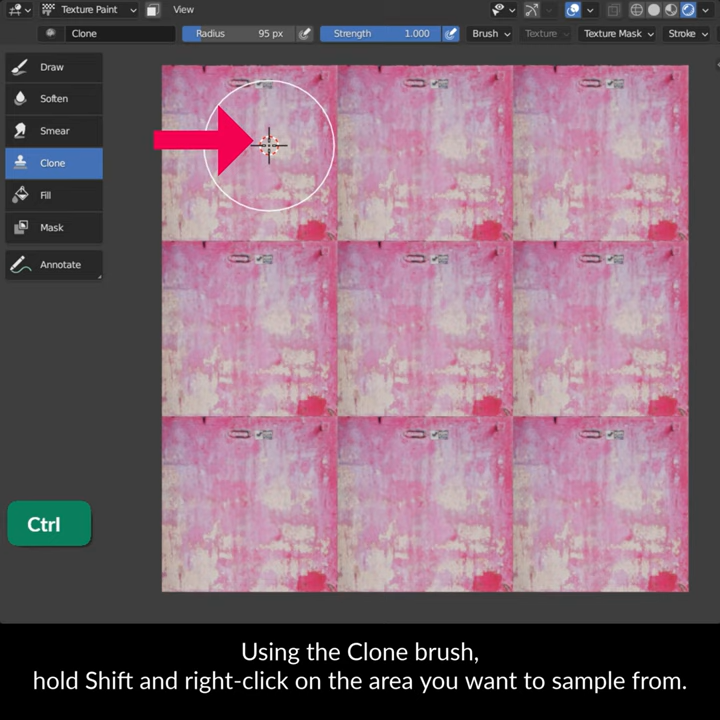 Texture Paint View
Clone Radius 95 px Strength 1.000 Brush Texture Texture Mask Stroke
Draw
Soften
Smear
Clone
Fill
Mask
Annotate
Ctrl
Using the Clone brush,
hold Shift and right-click on the area you want to sample from.